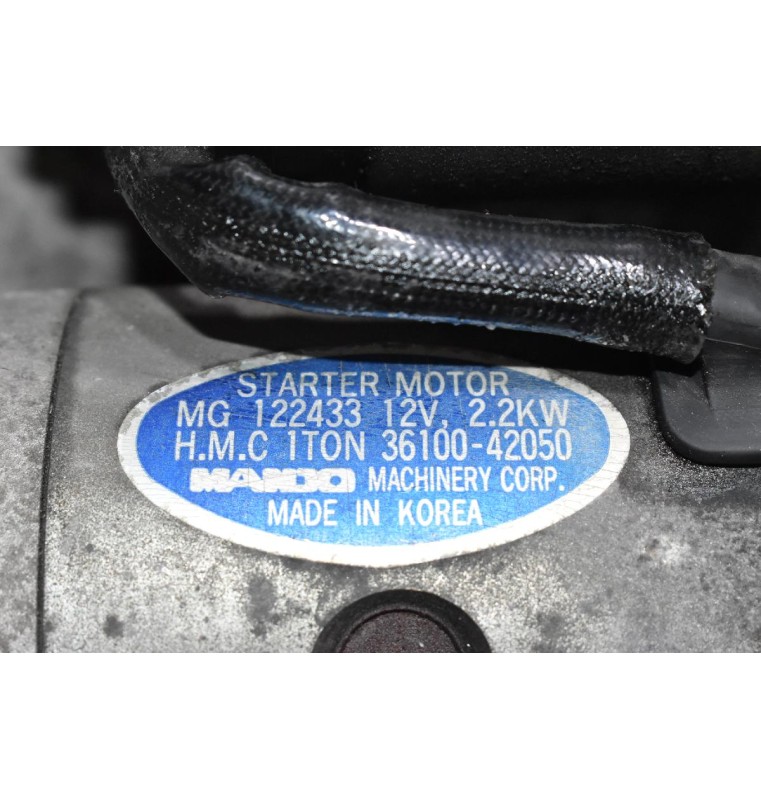 STARTER MOTOR
MG 122433 12V, 2.2KW
H.M.C 1TON 36100-42050
MANDO MACHINERY CORP.
MADE IN KOREA